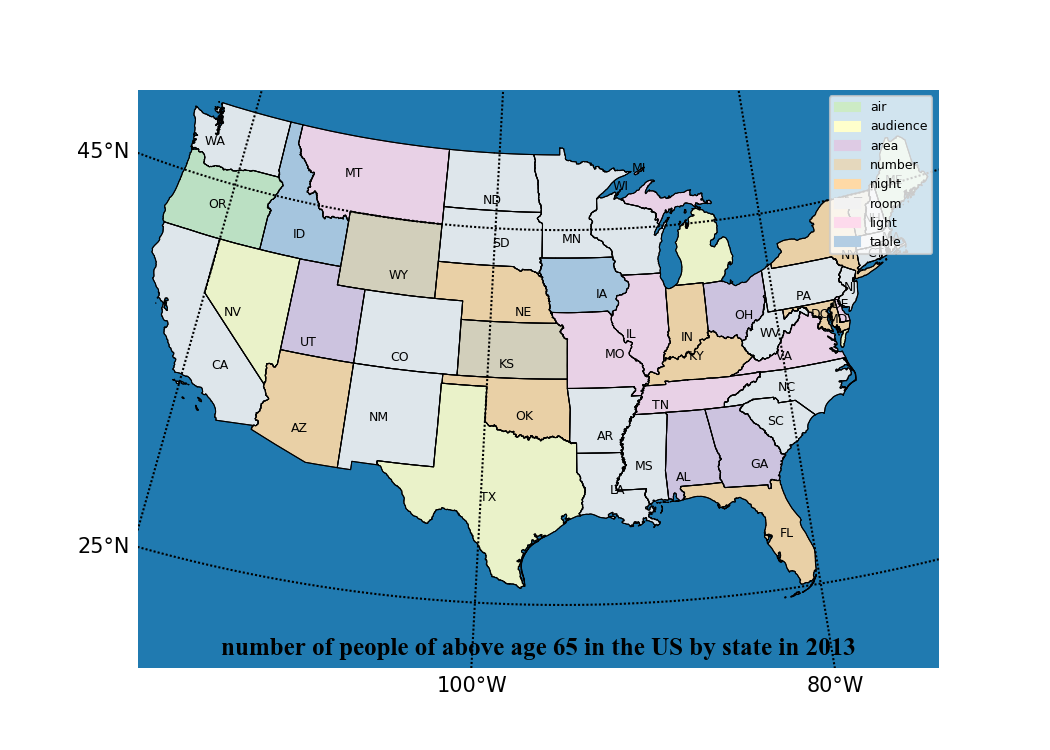 air
audience
area
number
night
room
light
table
45°N
25°N
100°W
80°W
WA
OR
CA
NV
ID
MT
WY
UT
AZ
CO
NM
ND
SD
NE
KS
OK
TX
MN
IA
MO
AR
LA
WI
MI
IL
IN
OH
KY
TN
MS
AL
GA
FL
SC
NC
VA
WV
PA
NY
NJ
DE
MD
DC
CT
ME
number of people of above age 65 in the US by state in 2013